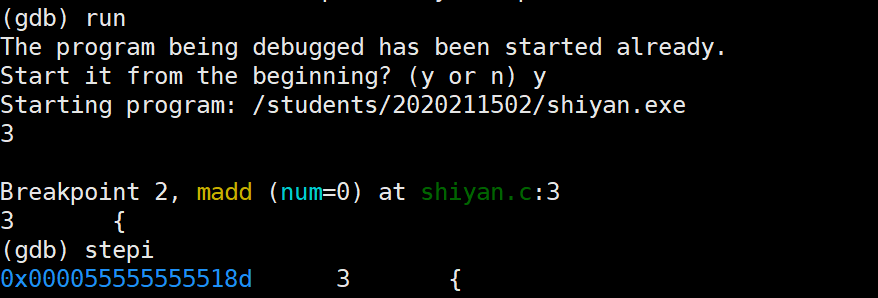 (gdb) run
The program being debugged has been started already.
Start it from the beginning? (y or n) y
Starting program: /students/2020211502/shiyan.exe
3
Breakpoint 2, madd (num=0) at shiyan.c:3
3       {
(gdb) stepi
0x000055555555518d      3       {